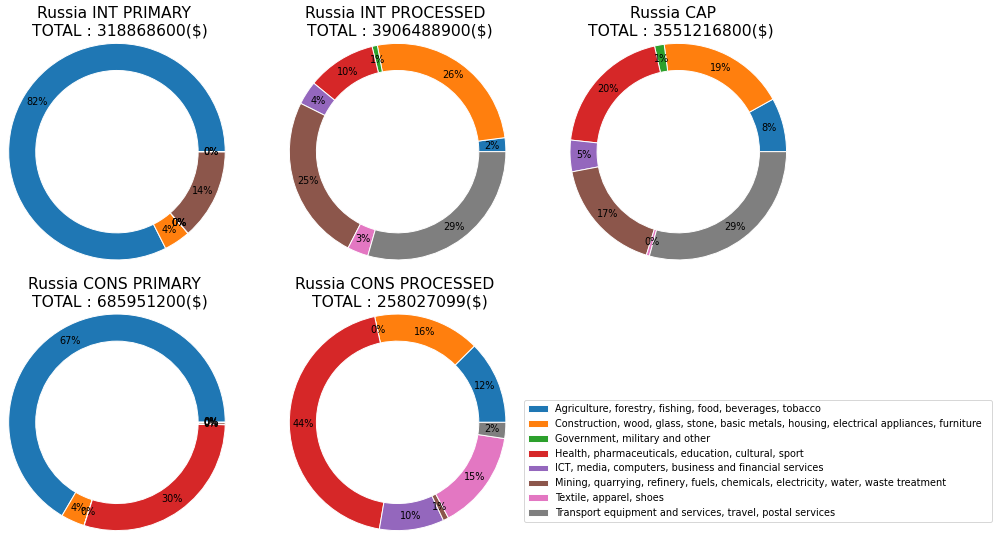 Russia INT PRIMARY
TOTAL : 318868600($)
82%
0%
14%
0%
0%
4%
Russia INT PROCESSED
TOTAL : 3906488900($)
1%
10%
26%
4%
2%
25%
29%
3%
Russia CAP
TOTAL : 3551216800($)
1%
19%
20%
8%
5%
17%
29%
0%
Russia CONS PRIMARY
TOTAL : 685951200($)
67%
0%
0%
30%
4%
0%
Russia CONS PROCESSED
TOTAL : 258027099($)
0%
16%
12%
44%
2%
15%
1%
10%
Agriculture, forestry, fishing, food, beverages, tobacco
Construction, wood, glass, stone, basic metals, housing, electrical appliances, furniture
Government, military and other
Health, pharmaceuticals, education, cultural, sport
ICT, media, computers, business and financial services
Mining, quarrying, refinery, fuels, chemicals, electricity, water, waste treatment
Textile, apparel, shoes
Transport equipment and services, travel, postal services